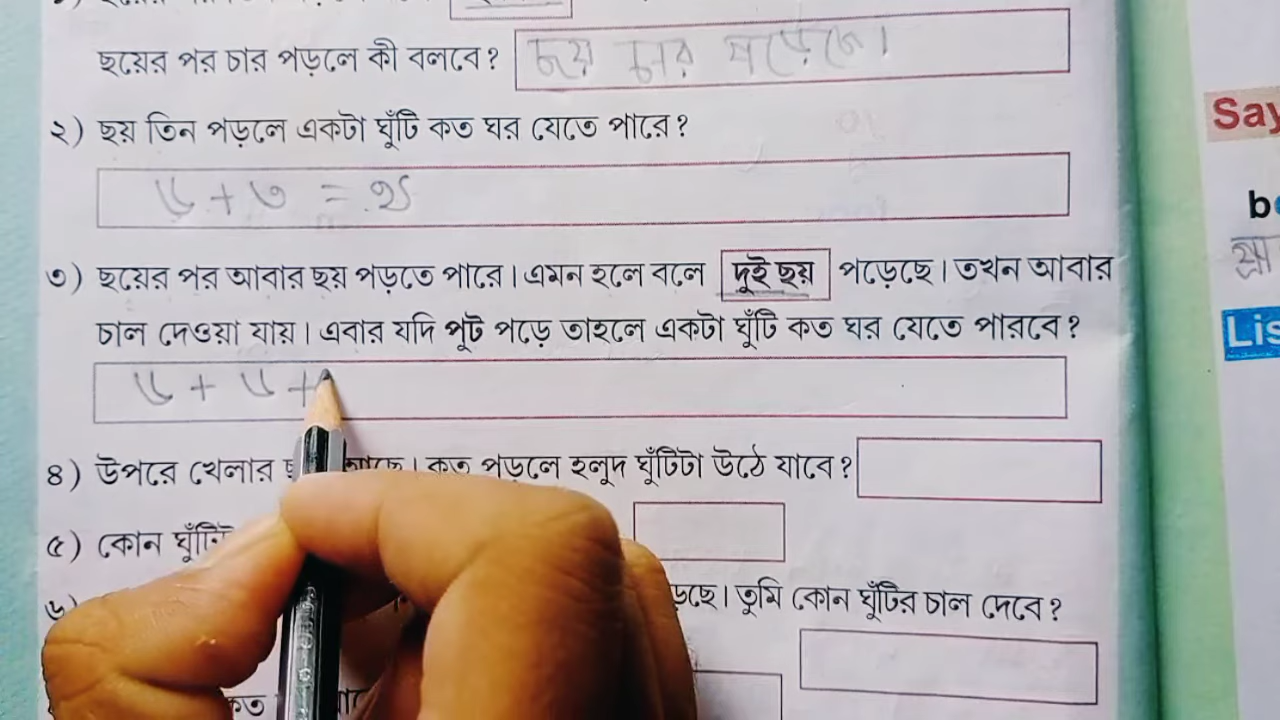 ছয়ের পর চার পড়লে কী বলবে? ছয় চার পড়েছে।
২) ছয় তিন পড়লে একটা ঘুঁটি কত ঘর যেতে পারে?
৬ + ৩ = ৯
৩) ছয়ের পর আবার ছয় পড়তে পারে। এমন হলে বলে দুই ছয় পড়েছে। তখন আবার
চাল দেওয়া যায়। এবার যদি পুট পড়ে তাহলে একটা ঘুঁটি কত ঘর যেতে পারবে?
৬ + ৬ +
৪) উপরে খেলার কত পড়লে হলুদ ঘুঁটিটা উঠে যাবে?
৫) কোন
৬) তুমি কোন ঘুঁটির চাল দেবে?
কত
Say
b
Lis